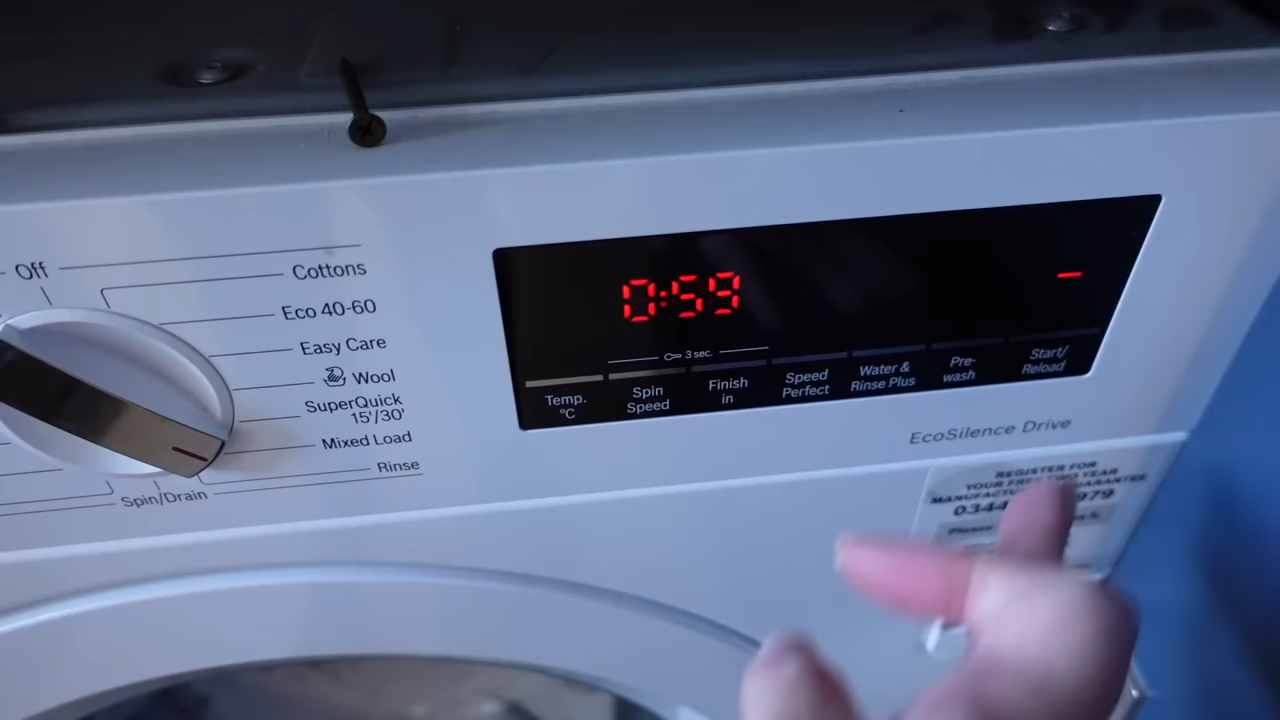 Off
Cottons
Eco 40-60
Easy Care
Wool
SuperQuick
15'/30'
Mixed Load
Rinse
Spin/Drain
0:59
3 sec.
Temp.
°C
Spin
Speed
Finish
in
Speed
Perfect
Water &
Rinse Plus
Pre-
wash
Start/
Reload
EcoSilence Drive
REGISTER FOR
YOUR FREE TWO YEAR
0344
979
Please